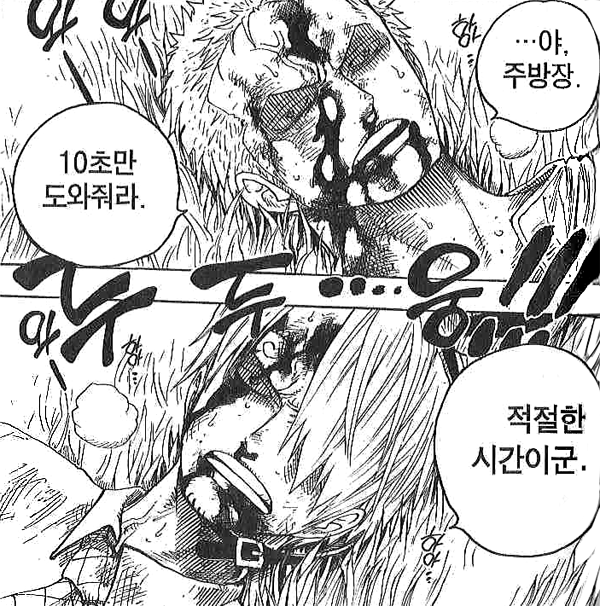 …야,
주방장.
10초만
도와줘라.
두 두……웅!!!
적절한
시간이군.